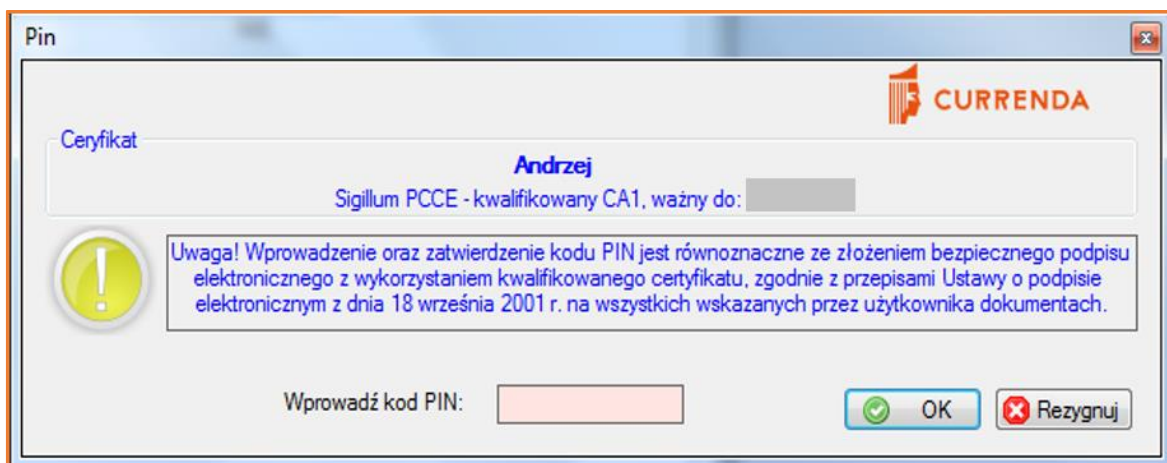 Pin
CURRENDA
Ceryfikat
Andrzej
Sigillum PCCE - kwalifikowany CA1, ważny do:
Uwaga! Wprowadzenie oraz zatwierdzenie kodu PIN jest równoznaczne ze złożeniem bezpiecznego podpisu
elektronicznego z wykorzystaniem kwalifikowanego certyfikatu, zgodnie z przepisami Ustawy o podpisie
elektronicznym z dnia 18 września 2001 r. na wszystkich wskazanych przez użytkownika dokumentach.
Wprowadź kod PIN:
OK
Rezygnuj